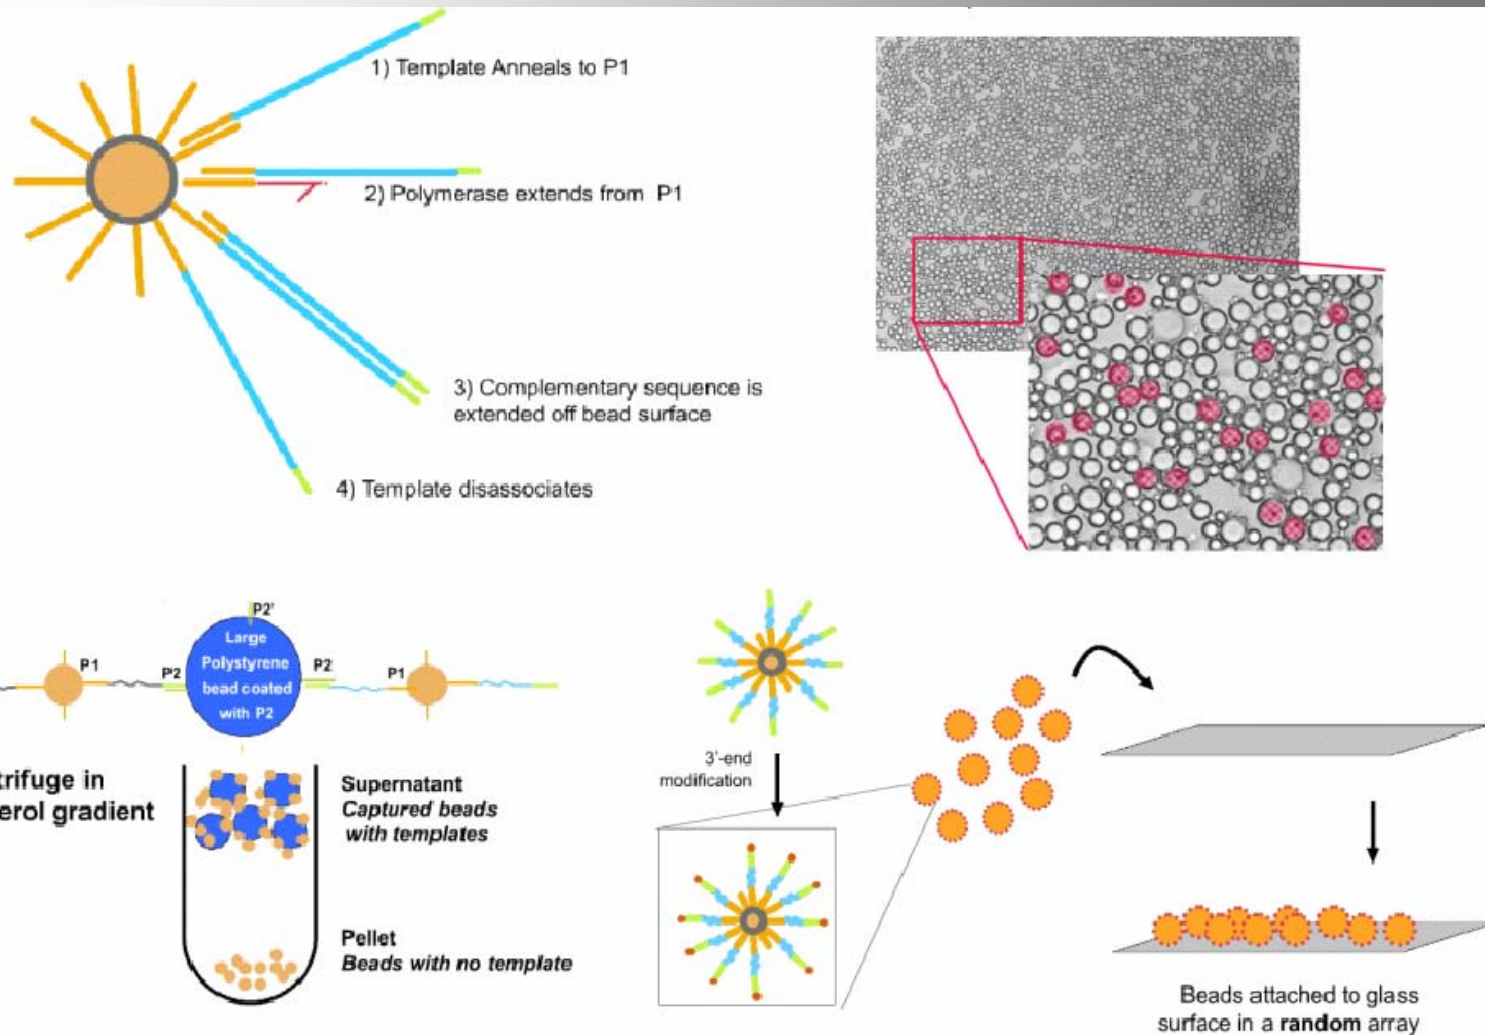 1) Template Anneals to P1
2) Polymerase extends from P1
3) Complementary sequence is
extended off bead surface
4) Template disassociates
P2'
Large
Polystyrene
bead coated
with P2
P1
P2
P2
P1
trifuge in
erol gradient
Supernatant
Captured beads
with templates
Pellet
Beads with no template
3'-end
modification
Beads attached to glass
surface in a random array